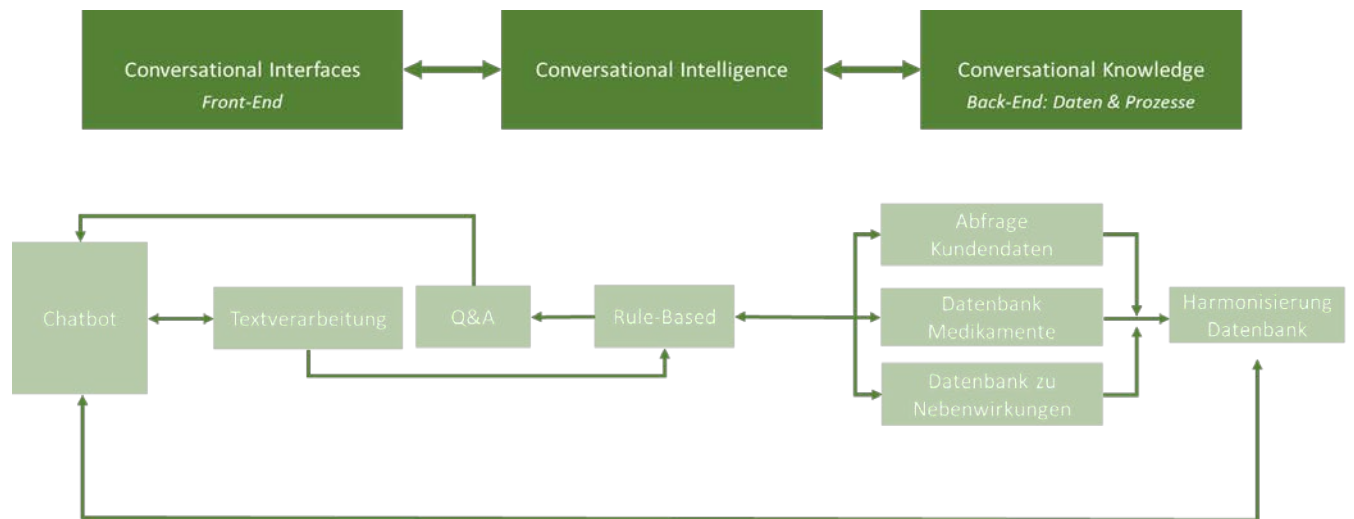 Conversational Interfaces
Front-End
Conversational Intelligence
Conversational Knowledge
Back-End: Daten & Prozesse
Chatbot
Textverarbeitung
Q&A
Rule-Based
Abfrage
Kundendaten
Datenbank
Medikamente
Datenbank zu
Nebenwirkungen
Harmonisierung
Datenbank